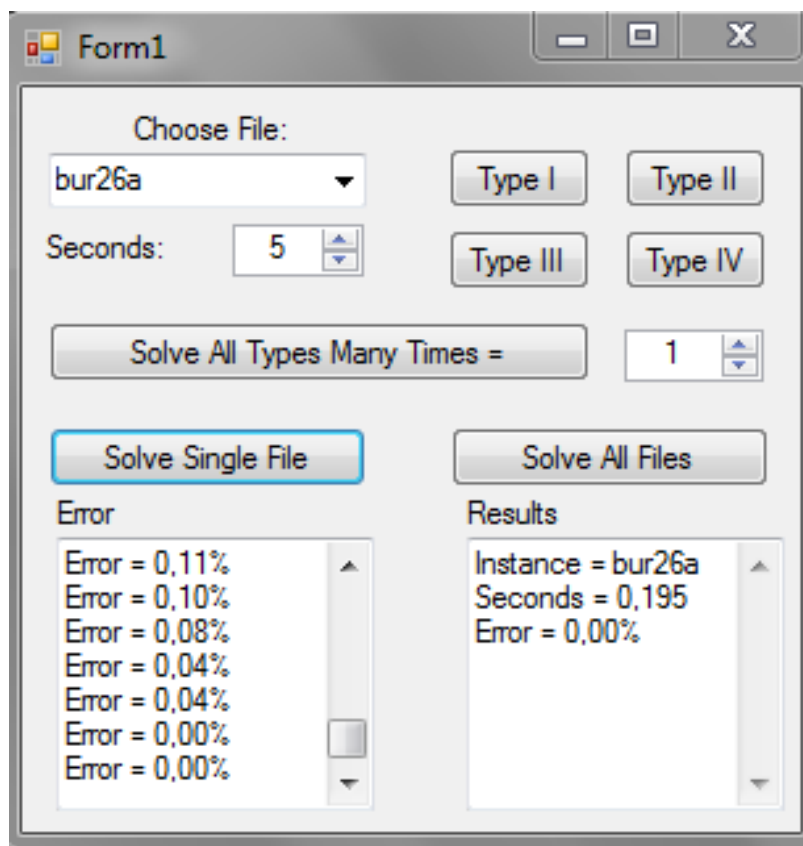 Form1
Choose File:
bur26a
Type I
Type II
Seconds:
5
Type III
Type IV
Solve All Types Many Times =
1
Solve Single File
Solve All Files
Error
Error = 0,11%
Error = 0,10%
Error = 0,08%
Error = 0,04%
Error = 0,04%
Error = 0,00%
Error = 0,00%
Results
Instance = bur26a
Seconds = 0,195
Error = 0,00%